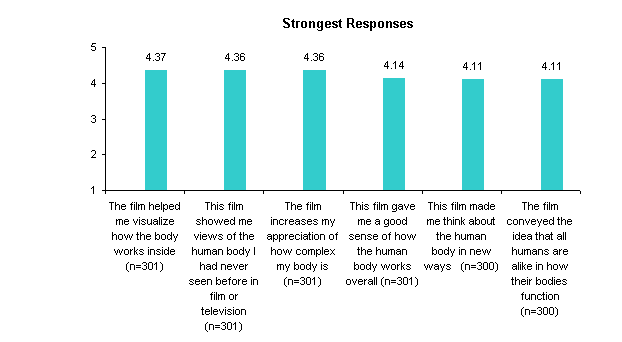 Strongest Responses
5
4
3
2
1
4.37
4.36
4.36
4.14
4.11
4.11
The film helped
me visualize
how the body
works inside
(n=301)
This film
showed me
views of the
human body I
had never
seen before in
film or
television
(n=301)
The film
increases my
appreciation of
how complex
my body is
(n=301)
This film gave
me a good
sense of how
the human
body works
overall (n=301)
This film made
me think about
the human
body in new
ways (n=300)
The film
conveyed the
idea that all
humans are
alike in how
their bodies
function
(n=300)